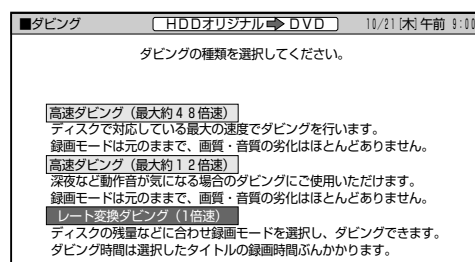 ■ダビング HDDオリジナル➡DVD 10/21[木]午前 9:00
ダビングの種類を選択してください。
高速ダビング（最大約４８倍速）
ディスクで対応している最大の速度でダビングを行います。
録画モードは元のままで、画質・音質の劣化はほとんどありません。
高速ダビング（最大約１２倍速）
深夜など動作音が気になる場合のダビングにご使用いただけます。
録画モードは元のままで、画質・音質の劣化はほとんどありません。
レート変換ダビング（1倍速）
ディスクの残量などに合わせ録画モードを選択し、ダビングできます。
ダビング時間は選択したタイトルの録画時間ぶんかかります。